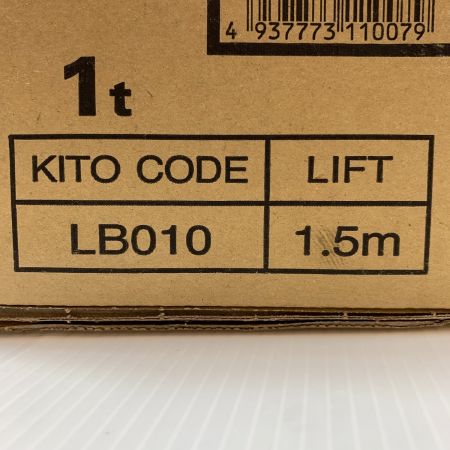 4 937773 110079
1t
KITO CODE LIFT
LB010 1.5m